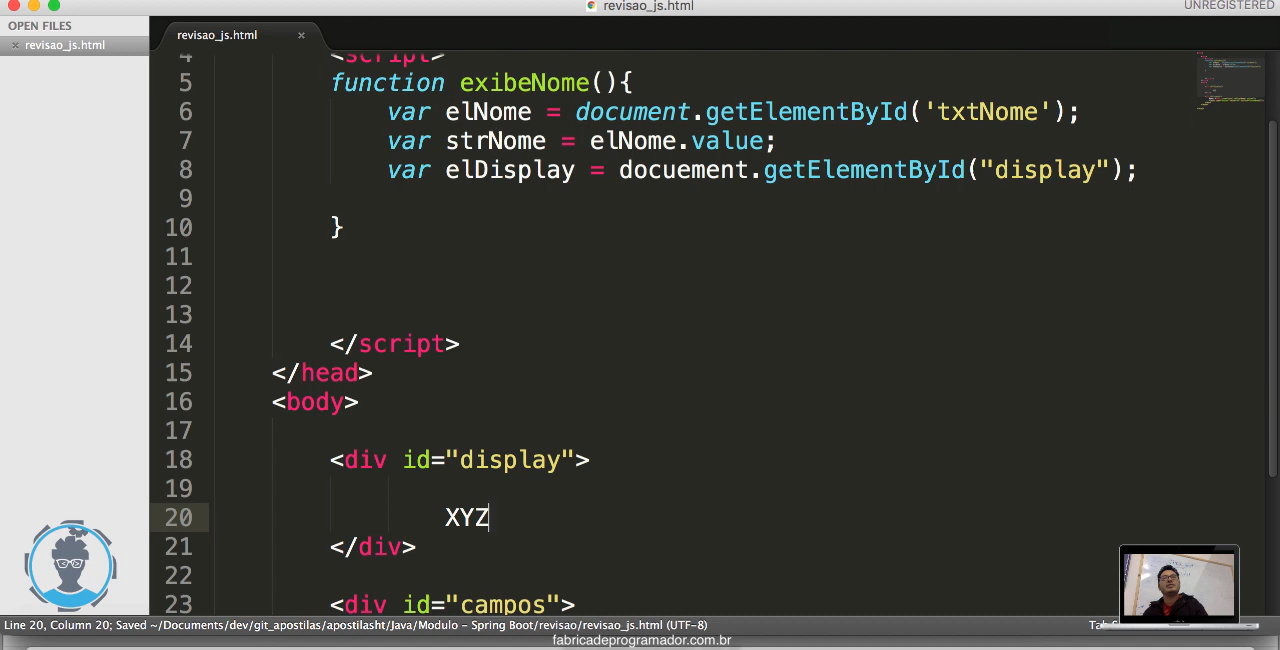 revisao_js.html
UNREGISTERED
OPEN FILES
× revisao_js.html
revisao_js.html ×
4 <script>
5 function exibeNome(){
6 var elNome = document.getElementById('txtNome');
7 var strNome = elNome.value;
8 var elDisplay = docuement.getElementById("display");
9
10 }
11
12
13
14 </script>
15 </head>
16 <body>
17
18 <div id="display">
19
20 XYZ
21 </div>
22
23 <div id="campos">
Line 20, Column 20; Saved ~/Documents/dev/git_apostilas/apostilasht/Java/Modulo - Spring Boot/revisao/revisao_js.html (UTF-8)
fabricadeprogramador.com.br